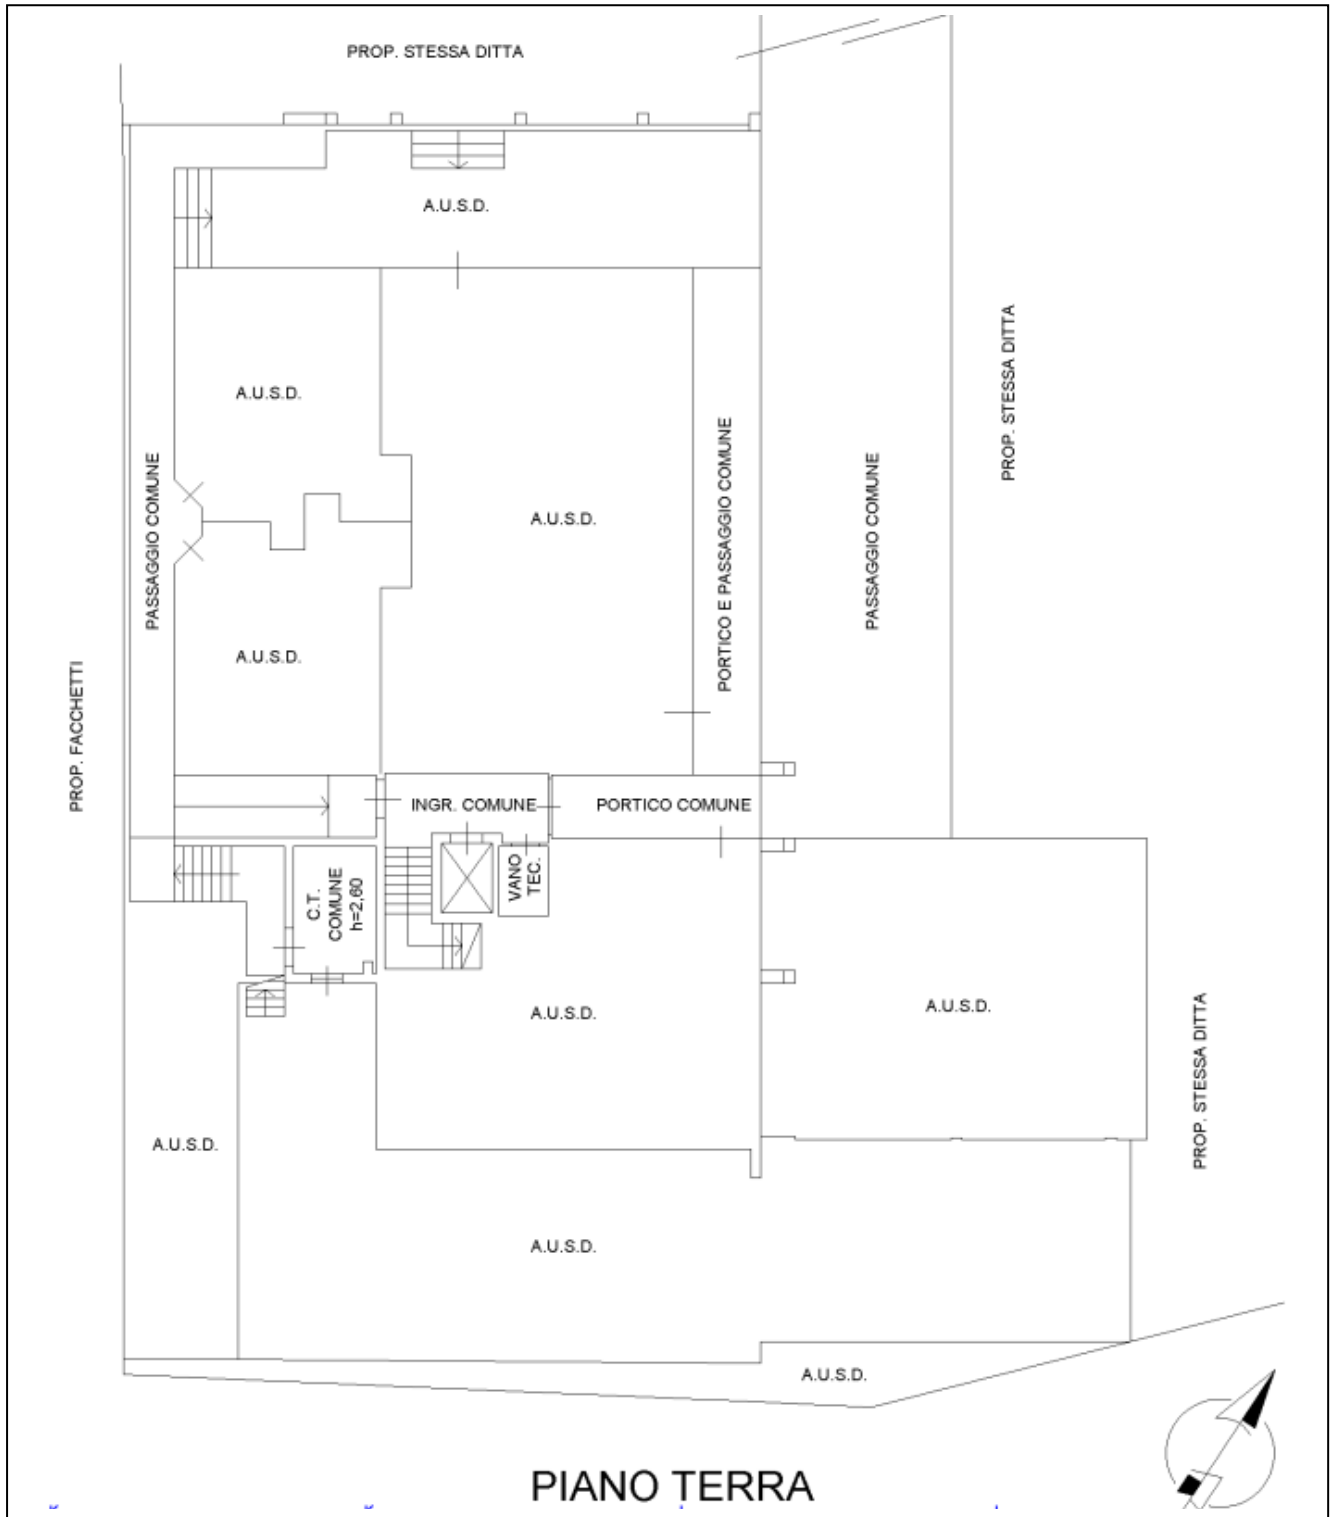 PROP. STESSA DITTA
A.U.S.D.
PROP. STESSA DITTA
A.U.S.D.
PASSAGGIO COMUNE
A.U.S.D.
PORTICO E PASSAGGIO COMUNE
PASSAGGIO COMUNE
A.U.S.D.
PROP. FACCHETTI
INGR. COMUNE
PORTICO COMUNE
C.T.
COMUNE
h=2,60
VANO
TEC.
A.U.S.D.
A.U.S.D.
PROP. STESSA DITTA
A.U.S.D.
A.U.S.D.
A.U.S.D.
PIANO TERRA